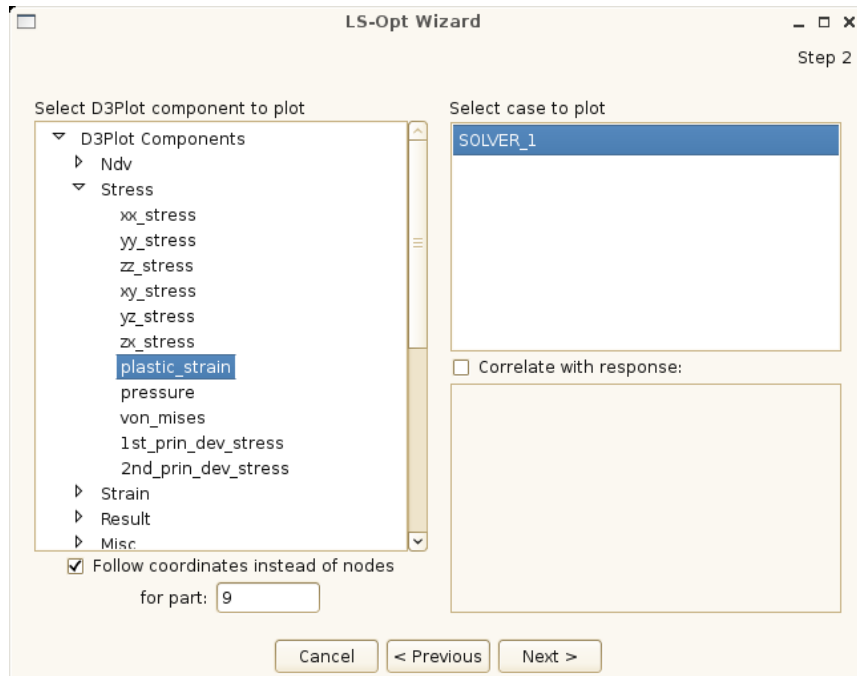 LS-Opt Wizard
Step 2
Select D3Plot component to plot
D3Plot Components
Ndv
Stress
xx_stress
yy_stress
zz_stress
xy_stress
yz_stress
zx_stress
plastic_strain
pressure
von_mises
1st_prin_dev_stress
2nd_prin_dev_stress
Strain
Result
Misc
Follow coordinates instead of nodes
for part: 9
Select case to plot
SOLVER_1
Correlate with response:
Cancel < Previous Next >